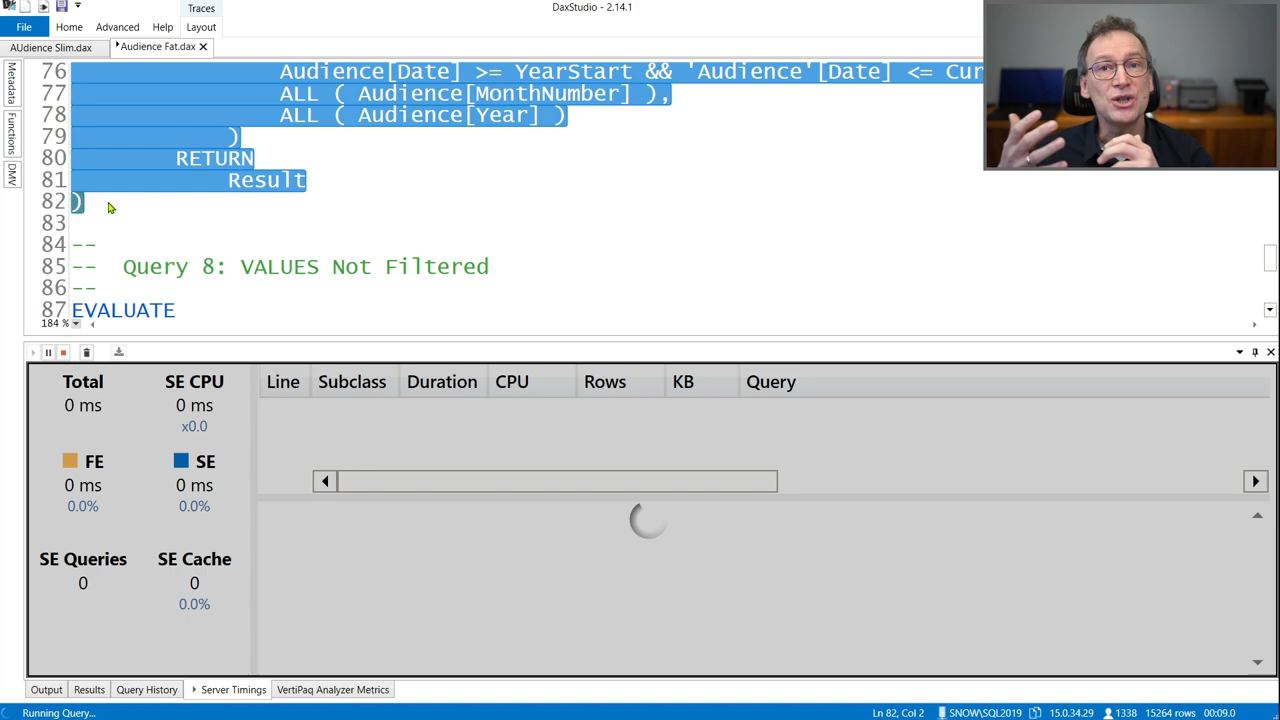 Traces
DaxStudio - 2.14.1
File
Home
Advanced
Help
Layout
AUdience Slim.dax
Audience Fat.dax
Metadata
Functions
DMV
76 Audience[Date] >= YearStart && 'Audience'[Date] <= Cur
77 ALL ( Audience[MonthNumber] ),
78 ALL ( Audience[Year] )
79 )
80 RETURN
81 Result
82 )
83
84 --
85 -- Query 8: VALUES Not Filtered
86 --
87 EVALUATE
184 %
Total
0 ms
SE CPU
0 ms
x0.0
FE
0 ms
0.0%
SE
0 ms
0.0%
SE Queries
0
SE Cache
0
0.0%
Line Subclass Duration CPU Rows KB Query
Output Results Query History Server Timings VertiPaq Analyzer Metrics
Running Query... Ln 82, Col 2 SNOW\SQL2019 15.0.34.29 1338 15264 rows 00:09.0